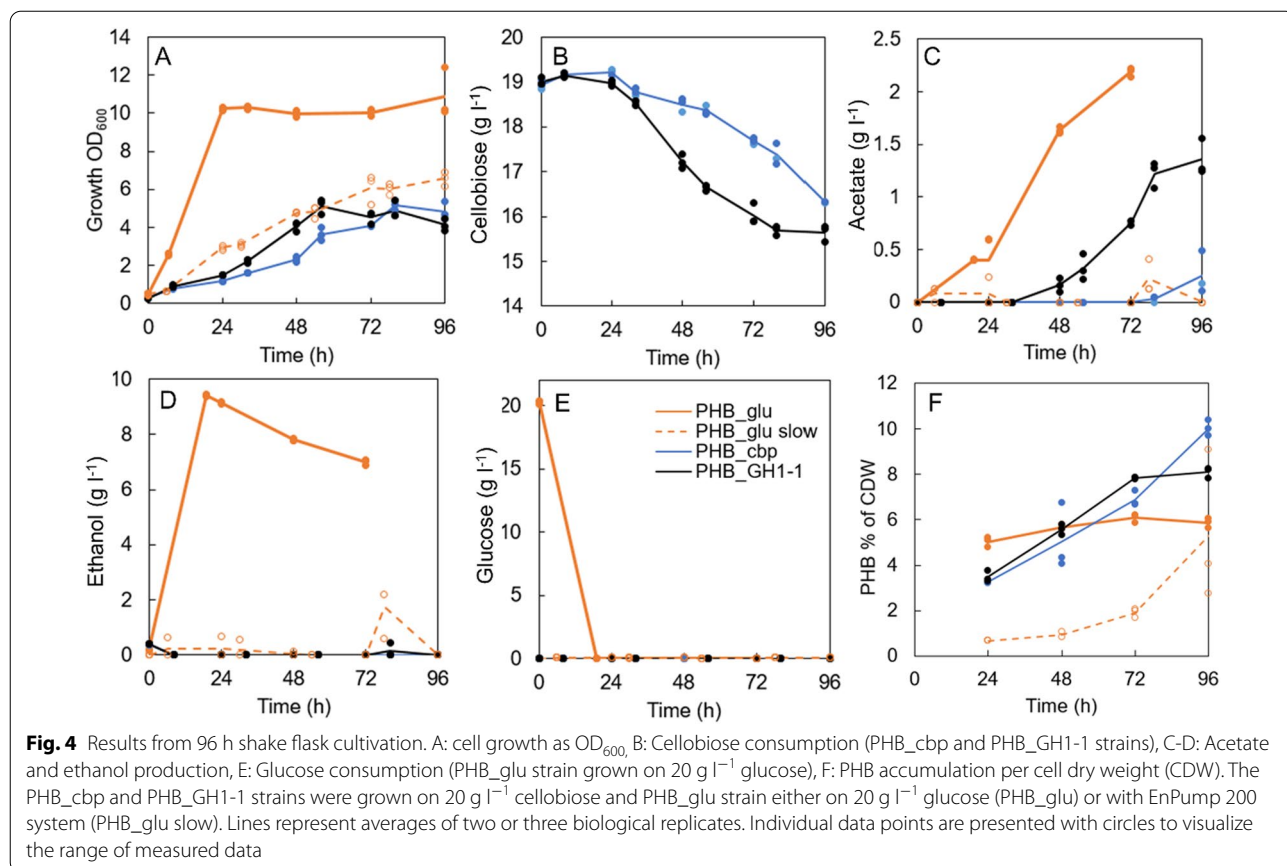 A
Growth OD600
14
12
10
8
6
4
2
0
0 24 48 72 96
Time (h)
B
Cellobiose (g l-1)
20
19
18
17
16
15
14
0 24 48 72 96
Time (h)
C
Acetate (g l-1)
2.5
2
1.5
1
0.5
0
0 24 48 72 96
Time (h)
D
Ethanol (g l-1)
10
8
6
4
2
0
0 24 48 72 96
Time (h)
E
Glucose (g l-1)
20
15
10
5
0
PHB_glu
PHB_glu slow
PHB_cbp
PHB_GH1-1
0 24 48 72 96
Time (h)
F
PHB % of CDW
12
10
8
6
4
2
0
0 24 48 72 96
Time (h)
Fig. 4 Results from 96 h shake flask cultivation. A: cell growth as OD600, B: Cellobiose consumption (PHB_cbp and PHB_GH1-1 strains), C-D: Acetate
and ethanol production, E: Glucose consumption (PHB_glu strain grown on 20 g l−1 glucose), F: PHB accumulation per cell dry weight (CDW). The
PHB_cbp and PHB_GH1-1 strains were grown on 20 g l−1 cellobiose and PHB_glu strain either on 20 g l−1 glucose (PHB_glu) or with EnPump 200
system (PHB_glu slow). Lines represent averages of two or three biological replicates. Individual data points are presented with circles to visualize
the range of measured data